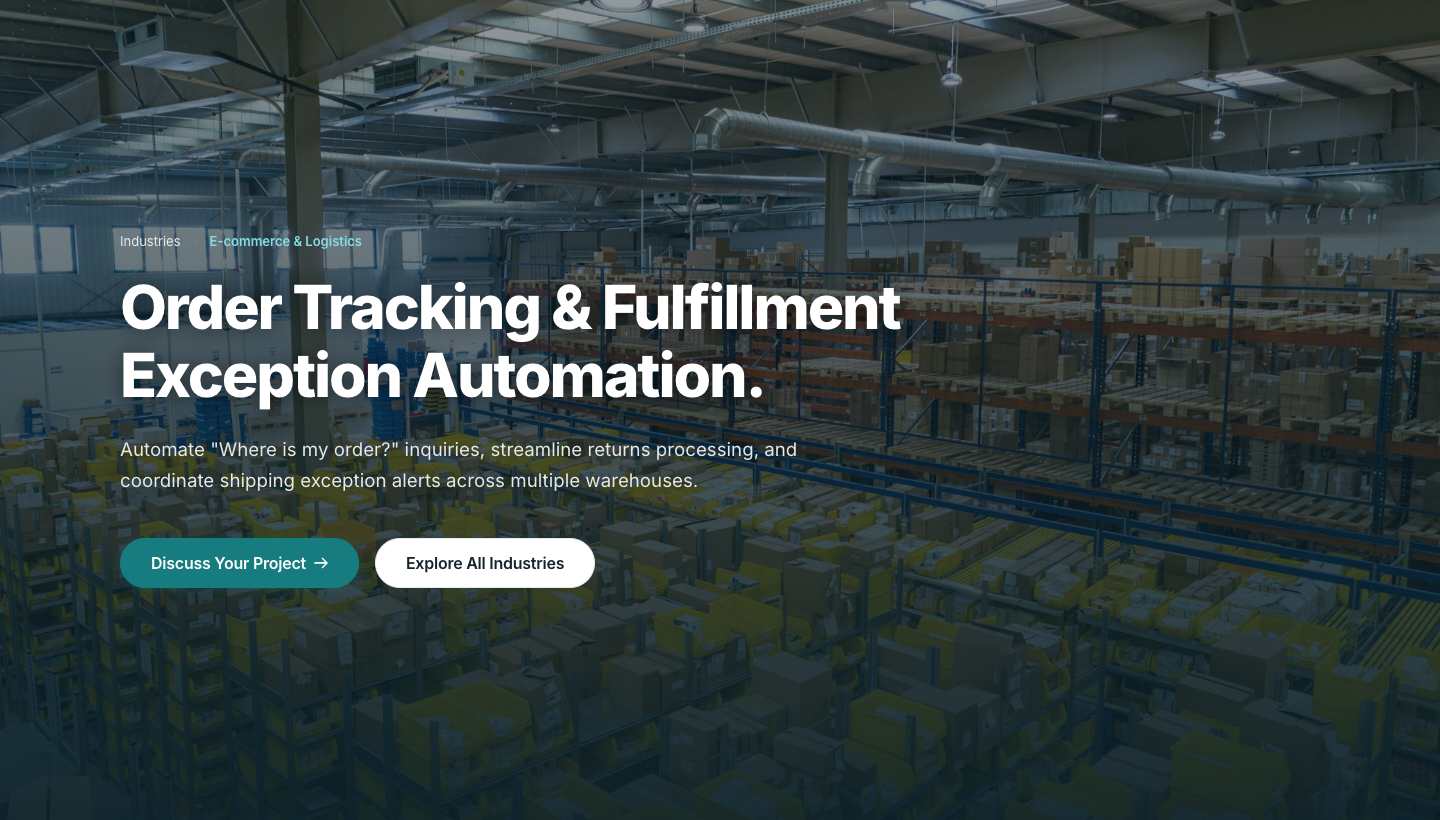 Industries E-commerce & Logistics
Order Tracking & Fulfillment
Exception Automation.
Automate "Where is my order?" inquiries, streamline returns processing, and
coordinate shipping exception alerts across multiple warehouses.
Discuss Your Project → Explore All Industries